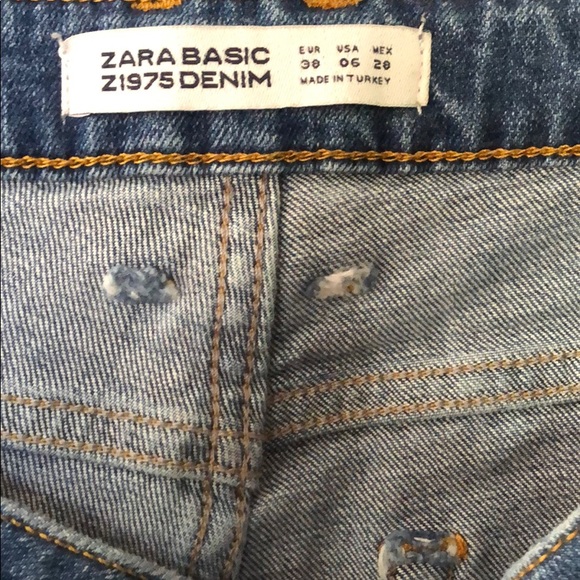 ZARA BASIC
Z1975 DENIM
EUR USA MEX
38 06 28
MADE IN TURKEY